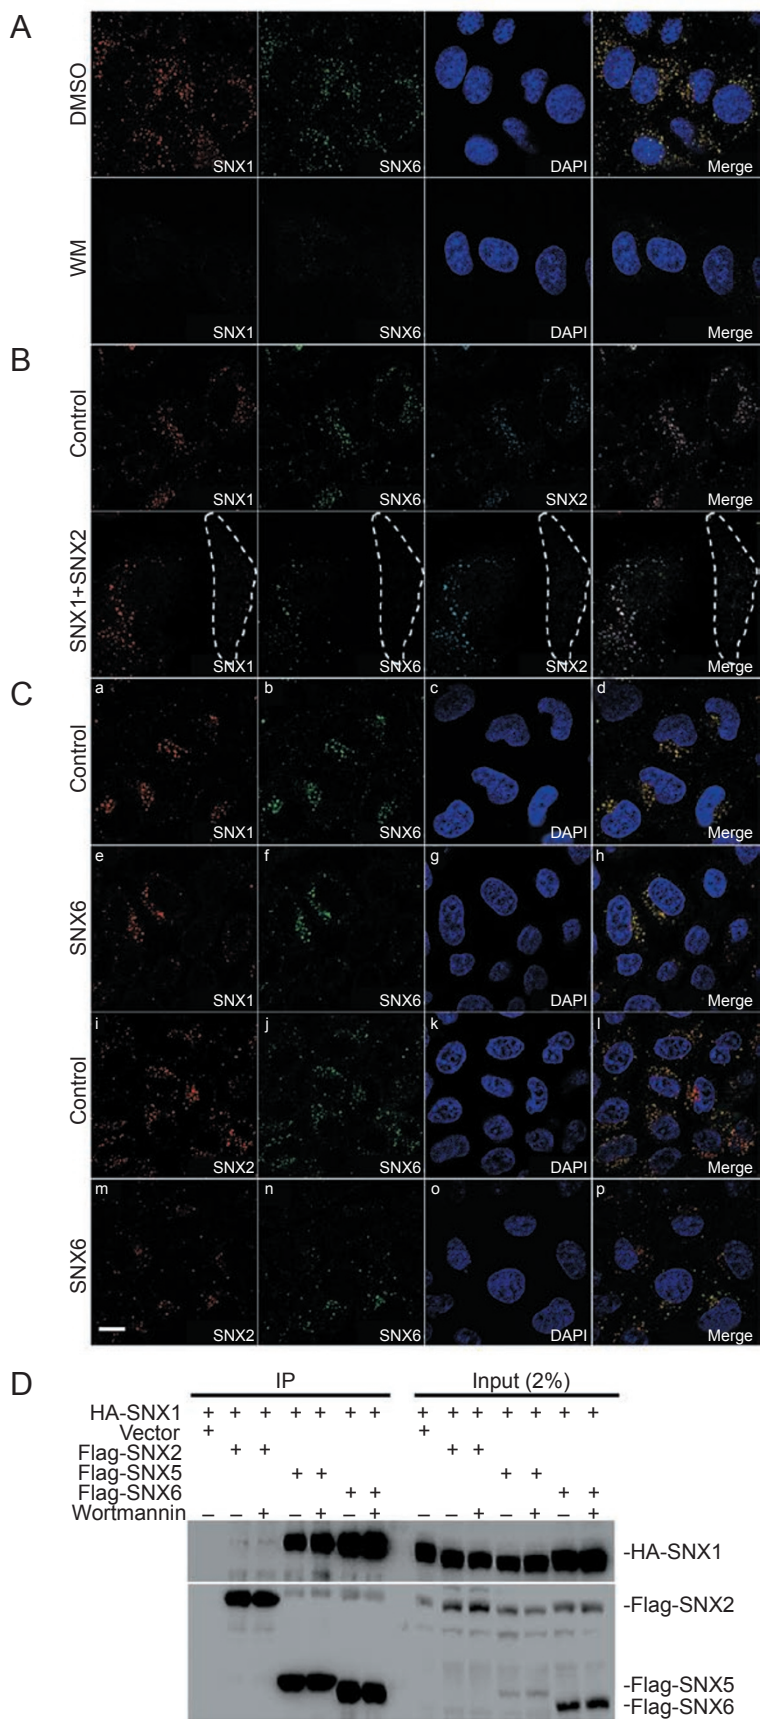 A
DMSO
SNX1 SNX6 DAPI Merge
WM
SNX1 SNX6 DAPI Merge
B
Control
SNX1 SNX6 SNX2 Merge
SNX1+SNX2
SNX1 SNX6 SNX2 Merge
C
Control
a b c d
SNX1 SNX6 DAPI Merge
SNX6
e f g h
SNX1 SNX6 DAPI Merge
Control
i j k l
SNX2 SNX6 DAPI Merge
SNX6
m n o p
SNX2 SNX6 DAPI Merge
D
IP Input (2%)
HA-SNX1 + + + + + + + + + + + + + +
Vector + +
Flag-SNX2 + + + +
Flag-SNX5 + + + +
Flag-SNX6 + + + +
Wortmannin – – + – + – + – – + – + – +
-HA-SNX1
-Flag-SNX2
-Flag-SNX5
-Flag-SNX6